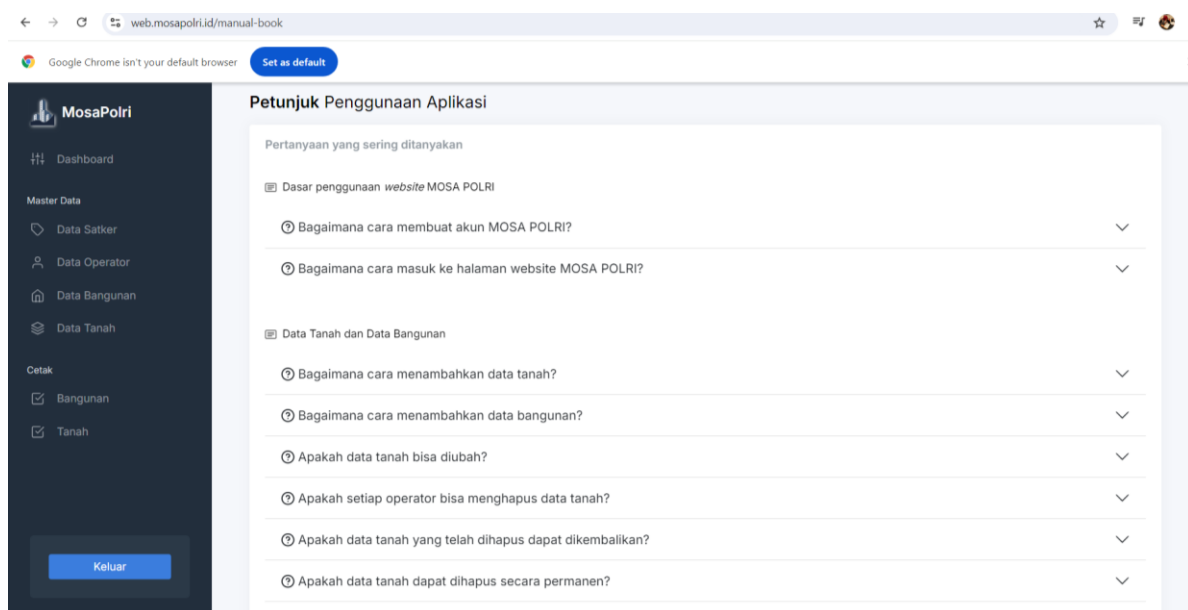 web.mosapolri.id/manual-book
Google Chrome isn't your default browser
Set as default
MosaPolri
Dashboard
Master Data
Data Satker
Data Operator
Data Bangunan
Data Tanah
Cetak
Bangunan
Tanah
Keluar
Petunjuk Penggunaan Aplikasi
Pertanyaan yang sering ditanyakan
Dasar penggunaan website MOSA POLRI
Bagaimana cara membuat akun MOSA POLRI?
Bagaimana cara masuk ke halaman website MOSA POLRI?
Data Tanah dan Data Bangunan
Bagaimana cara menambahkan data tanah?
Bagaimana cara menambahkan data bangunan?
Apakah data tanah bisa diubah?
Apakah setiap operator bisa menghapus data tanah?
Apakah data tanah yang telah dihapus dapat dikembalikan?
Apakah data tanah dapat dihapus secara permanen?